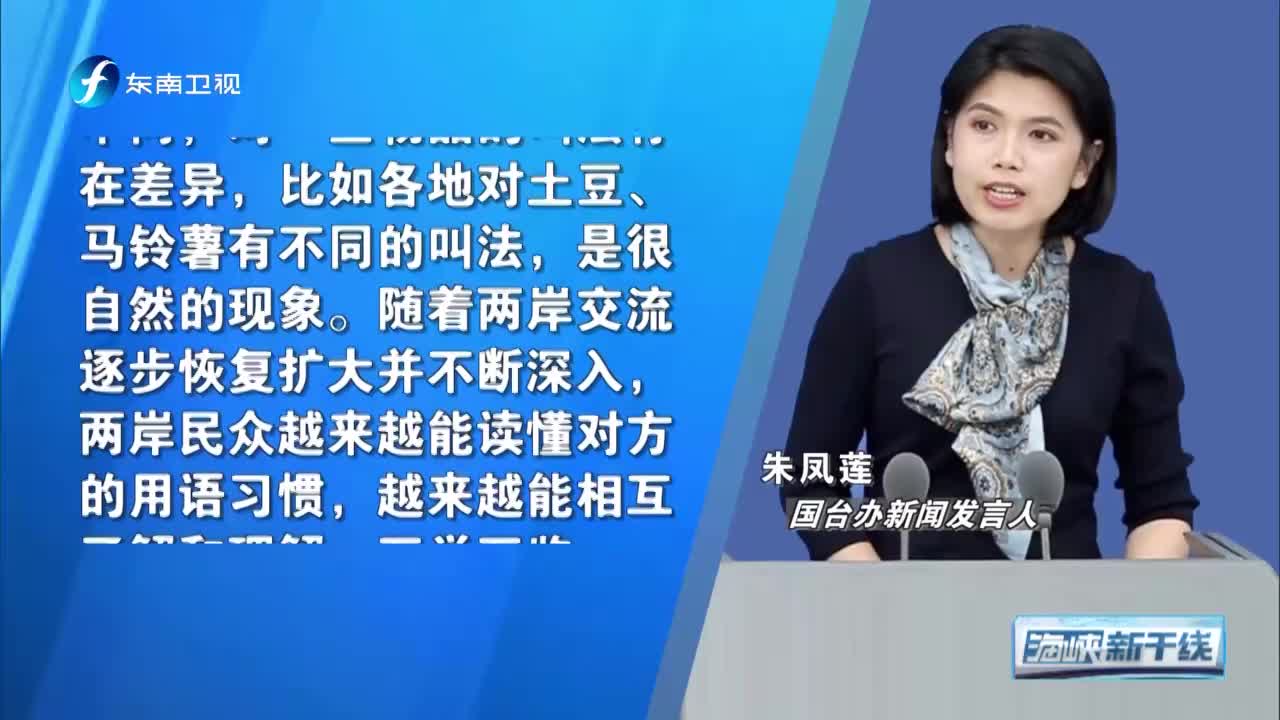 东南卫视
在差异，比如各地对土豆、
马铃薯有不同的叫法，是很
自然的现象。随着两岸交流
逐步恢复扩大并不断深入，
两岸民众越来越能读懂对方
的用语习惯，越来越能相互
朱凤莲
国台办新闻发言人
海峡新干线